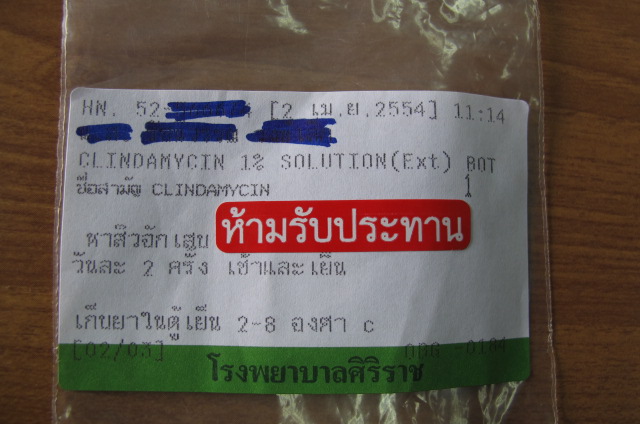 HN. 52- [2 เม.ย.2554] 11:14
CLINDAMYCIN 1% SOLUTION(Ext) BOT
ชื่อสามัญ CLINDAMYCIN 1
ทาสิวอักเสบ ห้ามรับประทาน
วันละ 2 ครั้ง เช้าและเย็น
เก็บยาในตู้เย็น 2-8 องศา c
[02/03]
โรงพยาบาลศิริราช